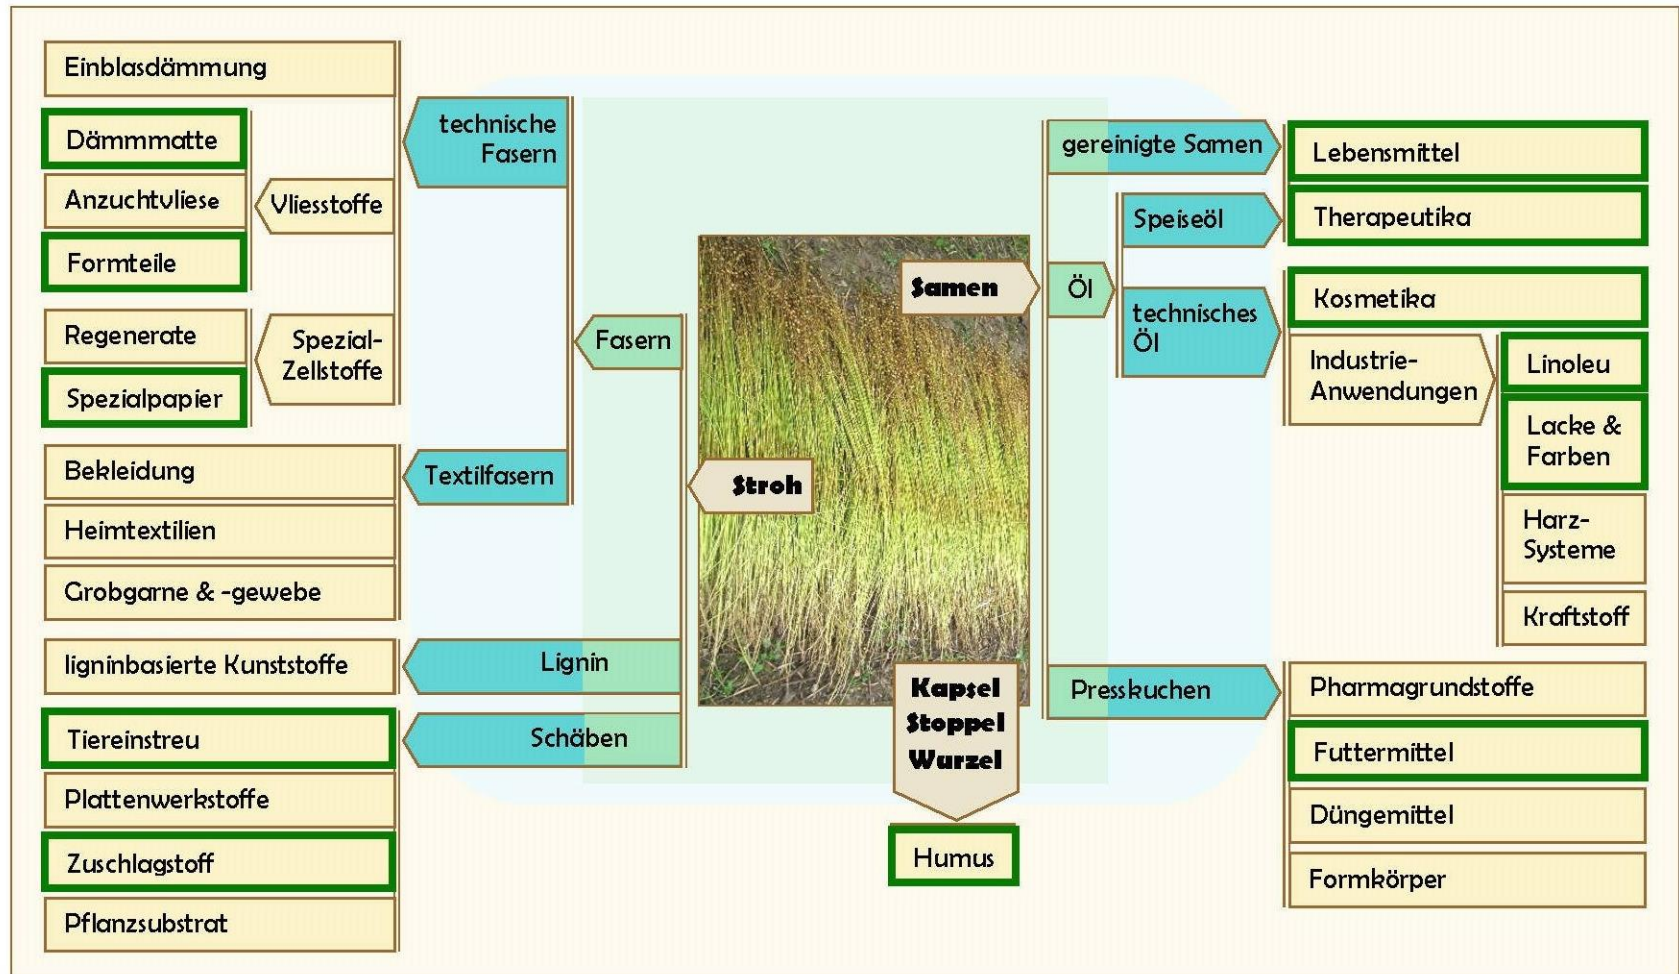 Einblasdämmung
Dämmmatte
Anzuchtvliese
Formteile
Vliesstoffe
technische
Fasern
Regenerate
Spezialpapier
Spezial-
Zellstoffe
Bekleidung
Heimtextilien
Grobgarne & -gewebe
Textilfasern
Fasern
ligninbasierte Kunststoffe
Lignin
Tiereinstreu
Plattenwerkstoffe
Zuschlagstoff
Pflanzsubstrat
Schäben
Stroh
Samen
Kapsel
Stoppel
Wurzel
Humus
gereinigte Samen
Öl
Speiseöl
technisches
Öl
Lebensmittel
Therapeutika
Kosmetika
Industrie-
Anwendungen
Linoleu
Lacke &
Farben
Harz-
Systeme
Kraftstoff
Presskuchen
Pharmagrundstoffe
Futtermittel
Düngemittel
Formkörper